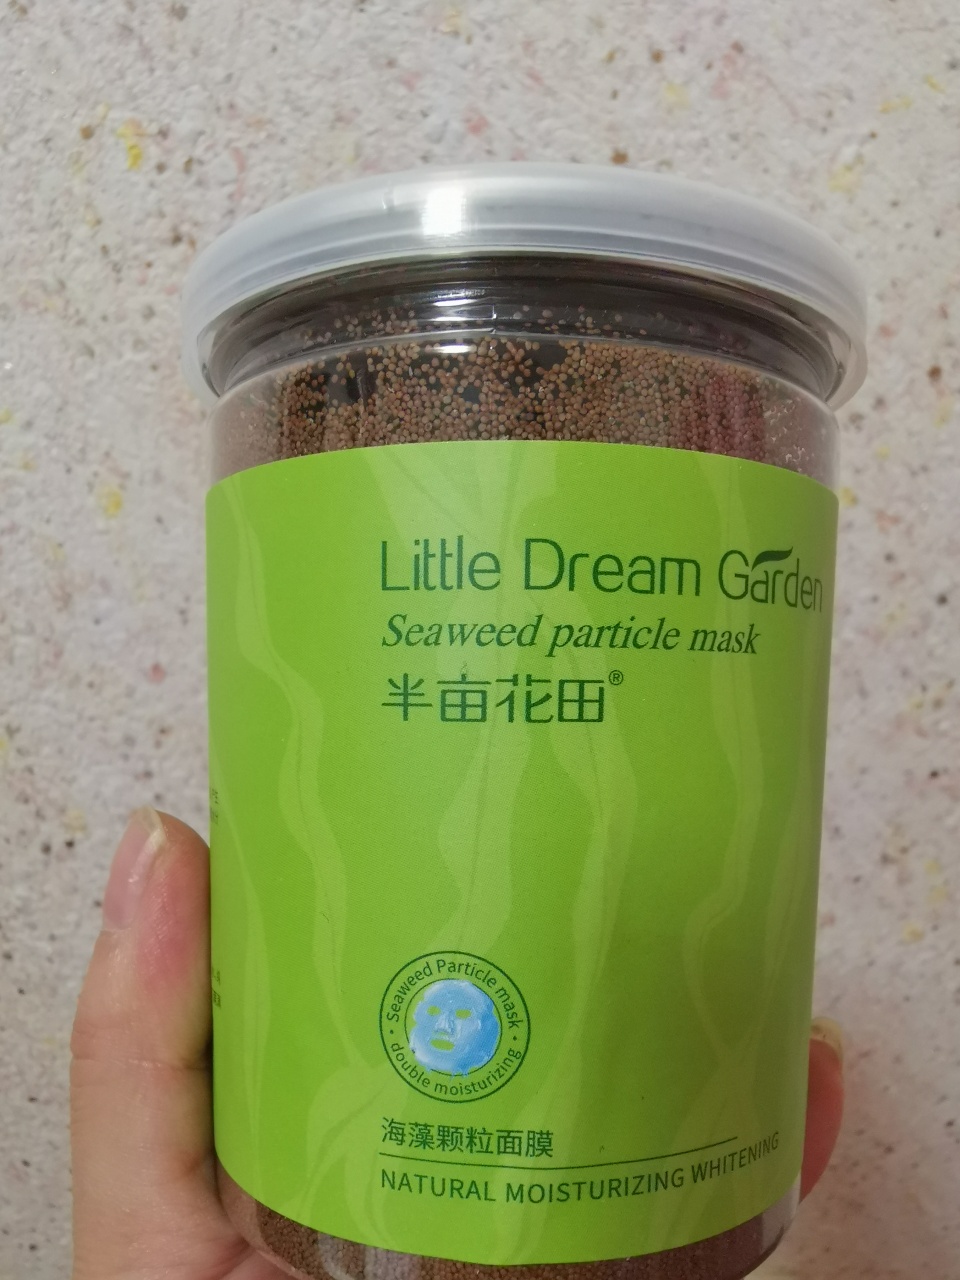 Little Dream Garden
Seaweed particle mask
半亩花田®
Seaweed Particle mask
double moisturizing
海藻颗粒面膜
NATURAL MOISTURIZING WHITENING